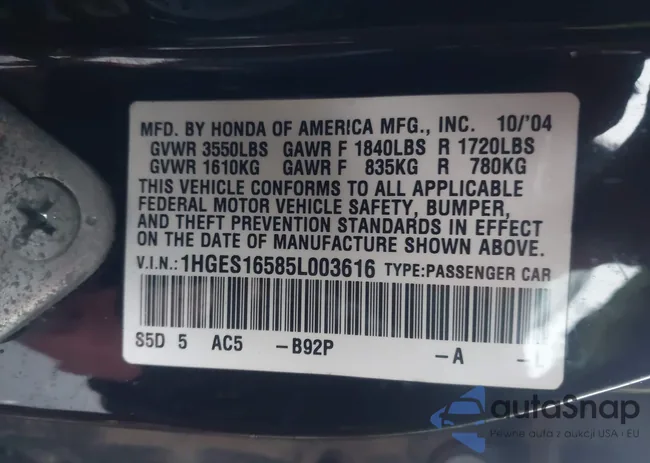 MFD. BY HONDA OF AMERICA MFG., INC. 10/'04
GVWR 3550LBS GAWR F 1840LBS R 1720LBS
GVWR 1610KG GAWR F 835KG R 780KG
THIS VEHICLE CONFORMS TO ALL APPLICABLE
FEDERAL MOTOR VEHICLE SAFETY, BUMPER,
AND THEFT PREVENTION STANDARDS IN EFFECT
ON THE DATE OF MANUFACTURE SHOWN ABOVE.
V.I.N.: 1HGES16585L003616 TYPE:PASSENGER CAR
S5D 5 AC5 -B92P -A -L
autoSnap
Pewne auta z aukcji USA i EU